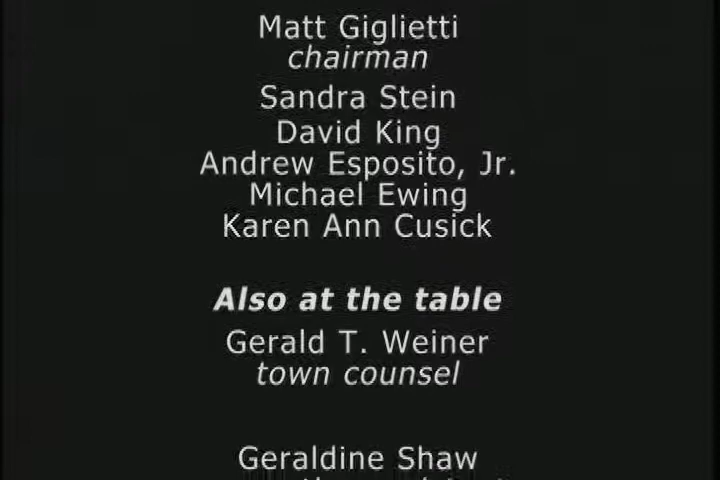 Matt Giglietti
chairman
Sandra Stein
David King
Andrew Esposito, Jr.
Michael Ewing
Karen Ann Cusick
Also at the table
Gerald T. Weiner
town counsel
Geraldine Shaw